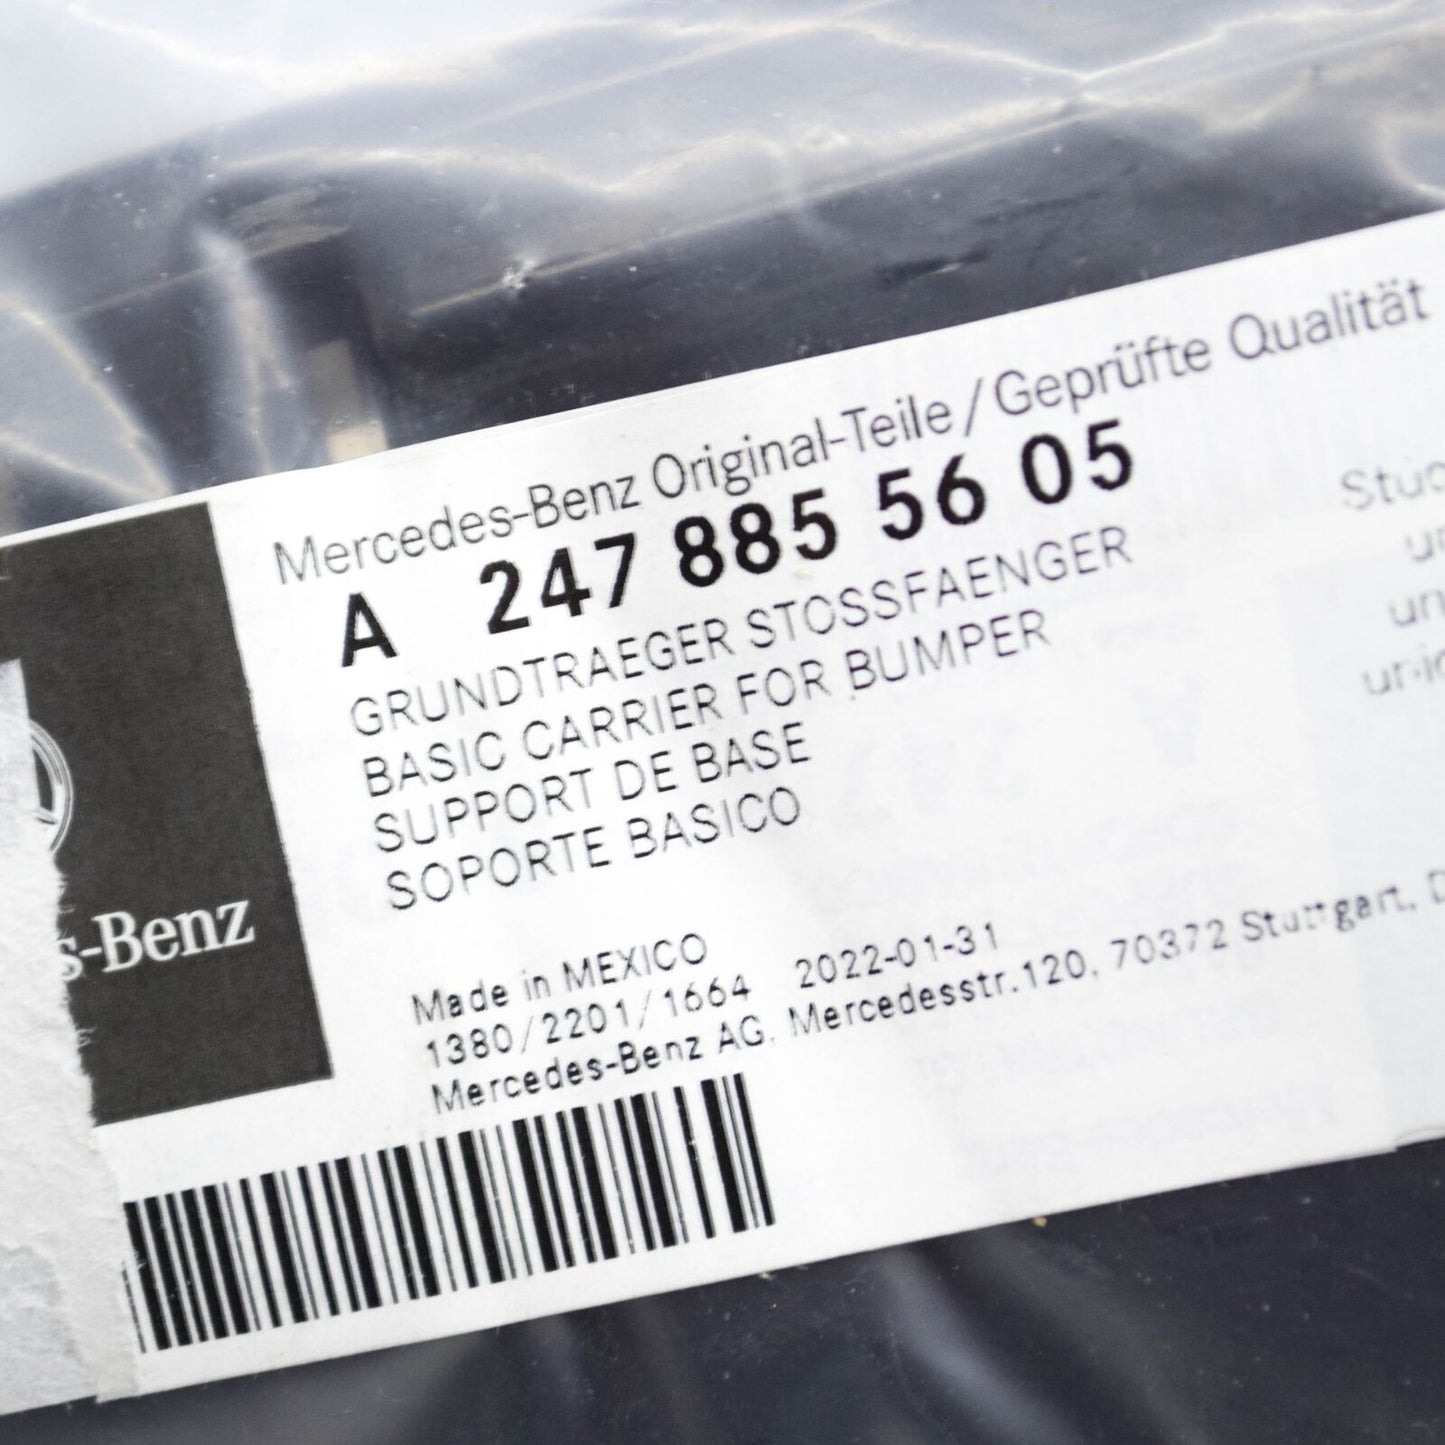 Mercedes-Benz Original-Teile/Geprüfte Qualität
A 247 885 56 05
GRUNDTRAEGER STOSSFAENGER
BASIC CARRIER FOR BUMPER
SUPPORT DE BASE
SOPORTE BASICO
s-Benz
Made in MEXICO
1380/2201/1664 2022-01-31
Mercedes-Benz AG, Mercedesstr.120, 70372 Stuttgart,